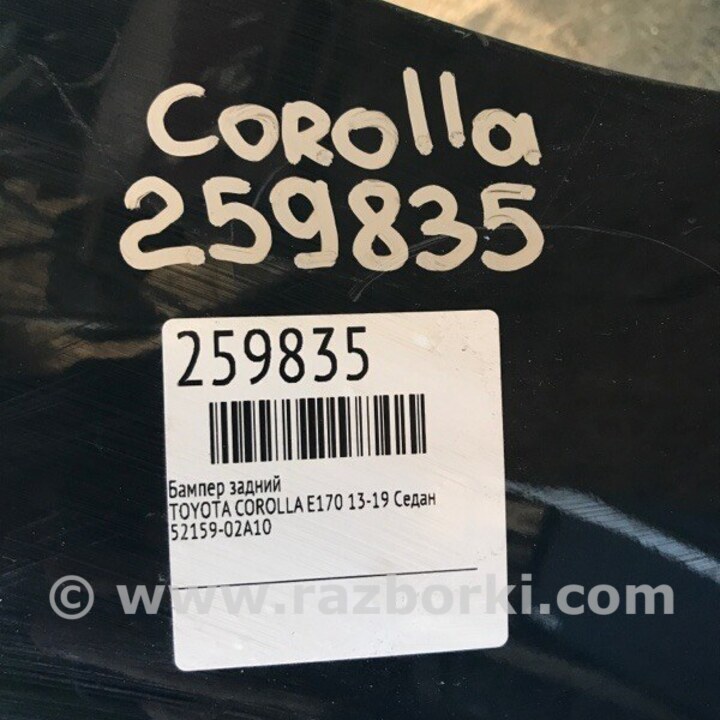 Corolla
259835
259835
Бампер задний
TOYOTA COROLLA E170 13-19 Седан
52159-02A10
© www.razborki.com